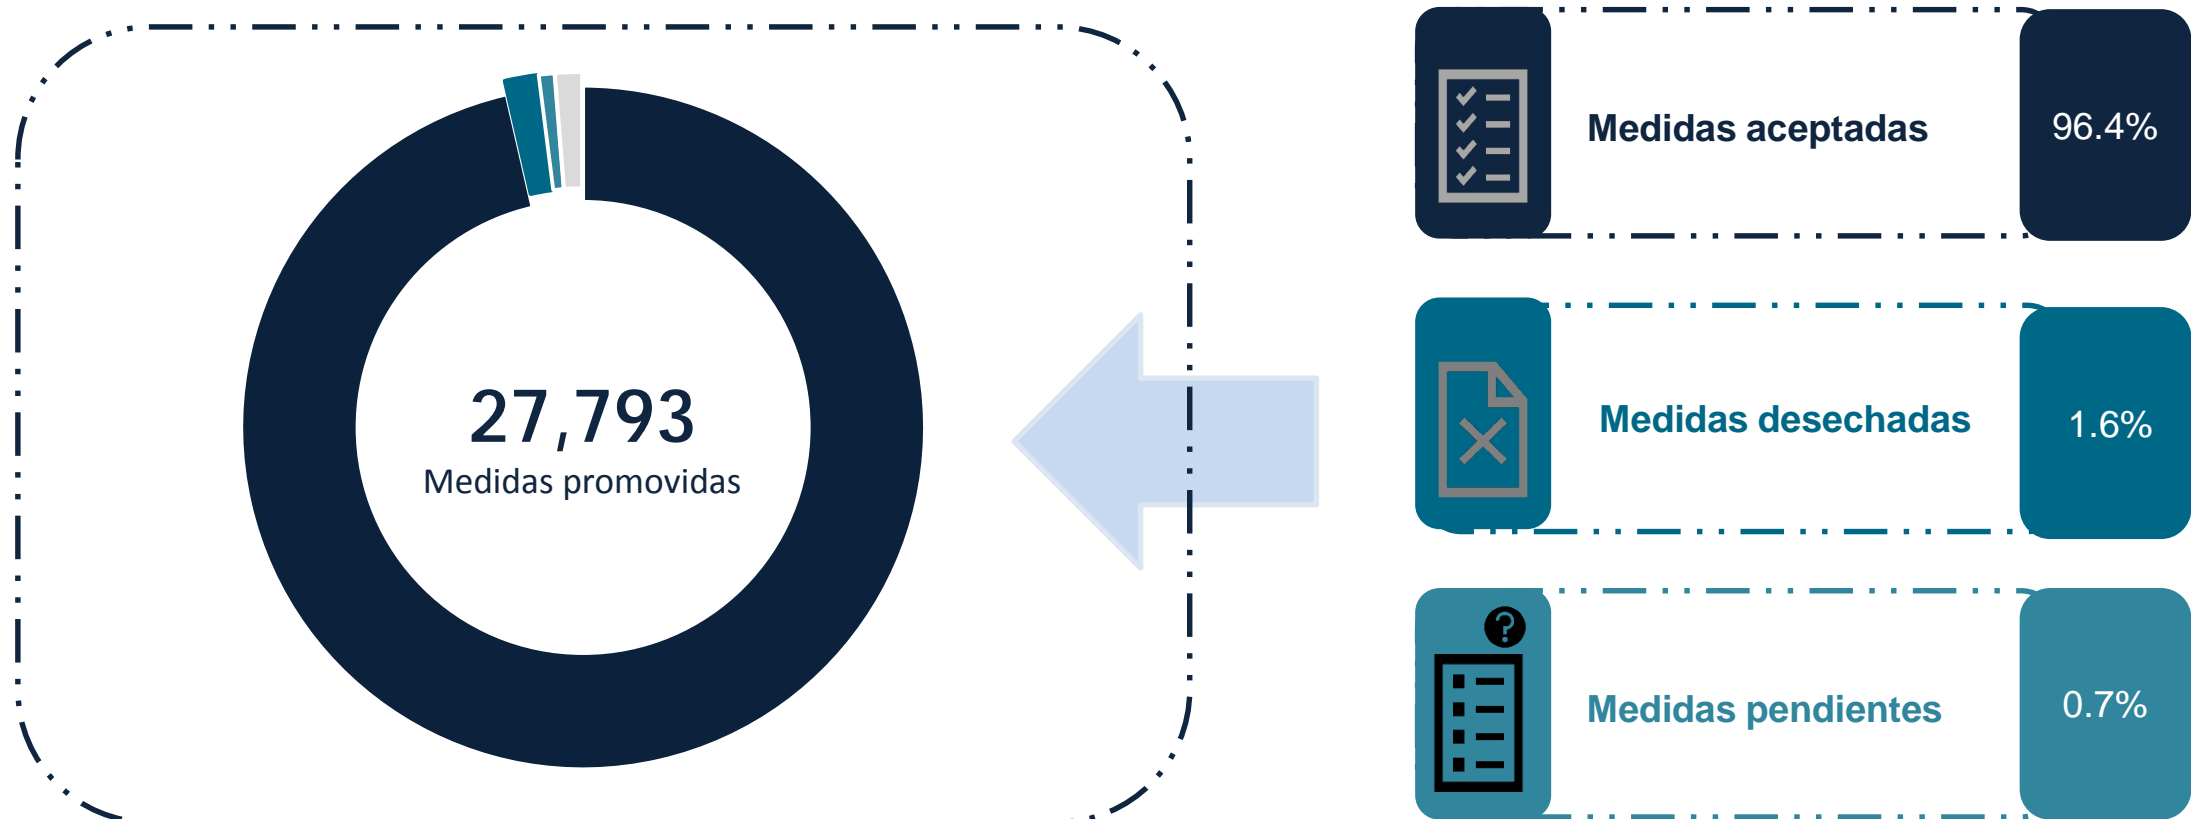 27,793
Medidas promovidas
Medidas aceptadas
96.4%
Medidas desechadas
1.6%
?
Medidas pendientes
0.7%